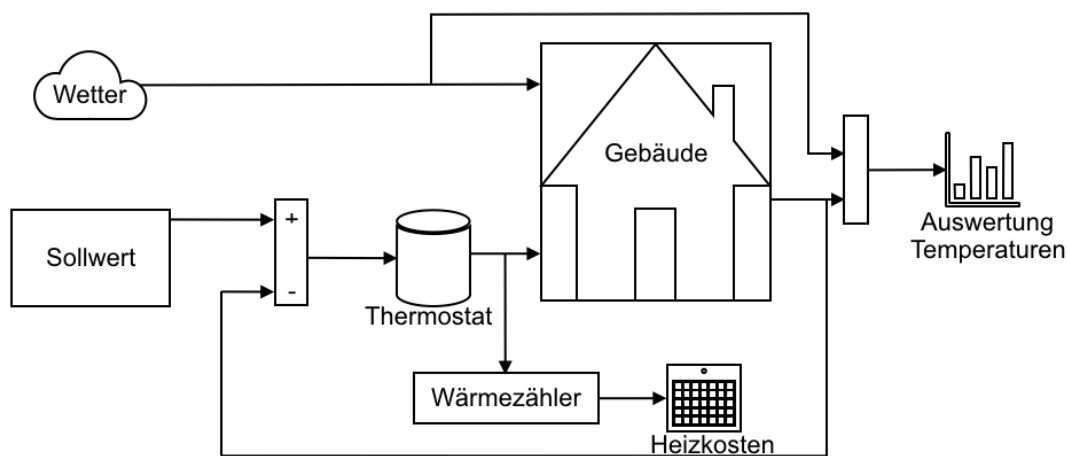 Wetter
Gebäude
Auswertung
Temperaturen
Sollwert
+
-
Thermostat
Wärmezähler
Heizkosten